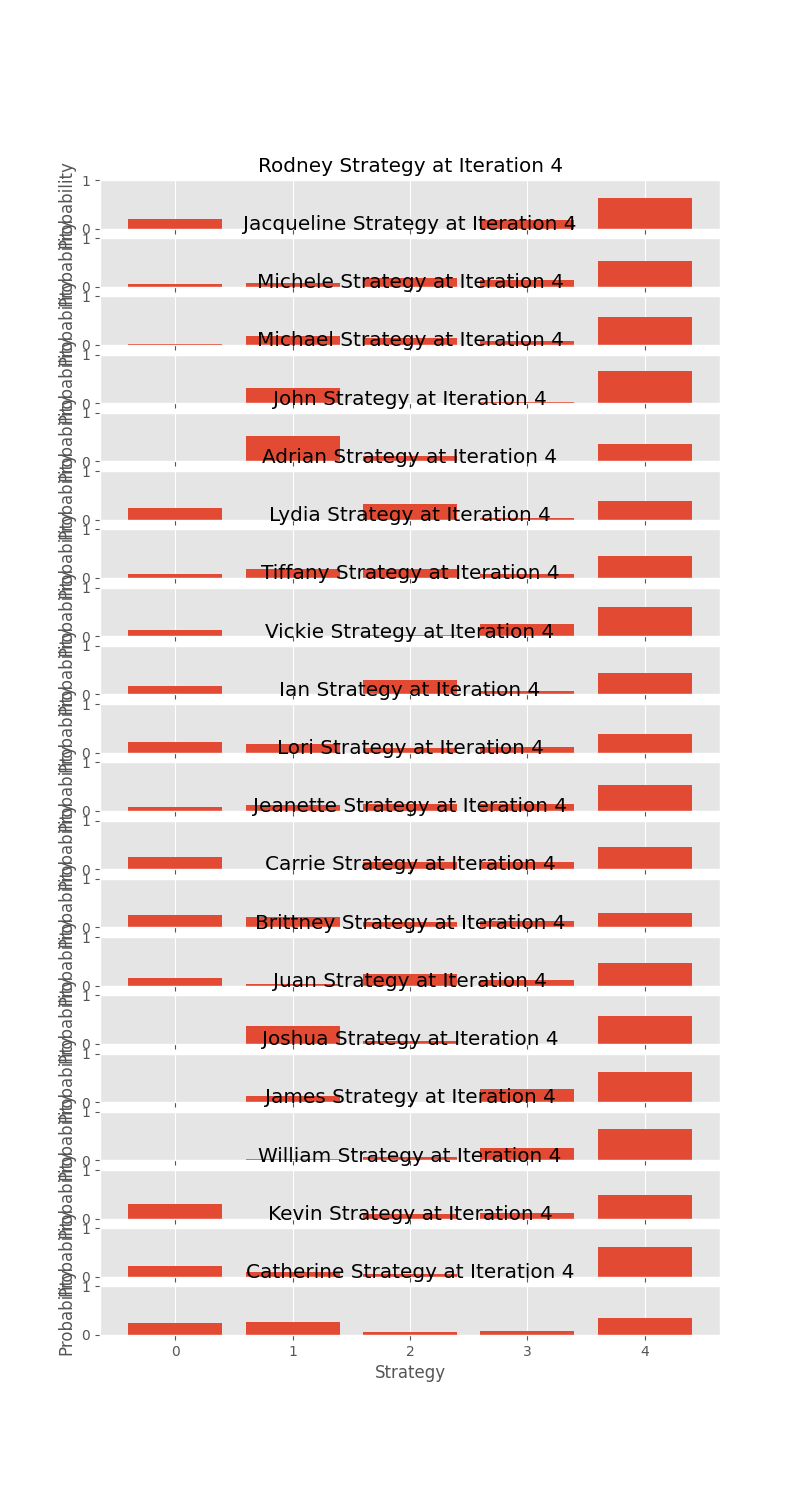 Rodney Strategy at Iteration 4
1
0
Probability
Jacqueline Strategy at Iteration 4
1
0
Probability
Michele Strategy at Iteration 4
1
0
Probability
Michael Strategy at Iteration 4
1
0
Probability
John Strategy at Iteration 4
1
0
Probability
Adrian Strategy at Iteration 4
1
0
Probability
Lydia Strategy at Iteration 4
1
0
Probability
Tiffany Strategy at Iteration 4
1
0
Probability
Vickie Strategy at Iteration 4
1
0
Probability
Ian Strategy at Iteration 4
1
0
Probability
Lori Strategy at Iteration 4
1
0
Probability
Jeanette Strategy at Iteration 4
1
0
Probability
Carrie Strategy at Iteration 4
1
0
Probability
Brittney Strategy at Iteration 4
1
0
Probability
Juan Strategy at Iteration 4
1
0
Probability
Joshua Strategy at Iteration 4
1
0
Probability
James Strategy at Iteration 4
1
0
Probability
William Strategy at Iteration 4
1
0
Probability
Kevin Strategy at Iteration 4
1
0
Probability
Catherine Strategy at Iteration 4
1
0
Probability
0 1 2 3 4
Strategy